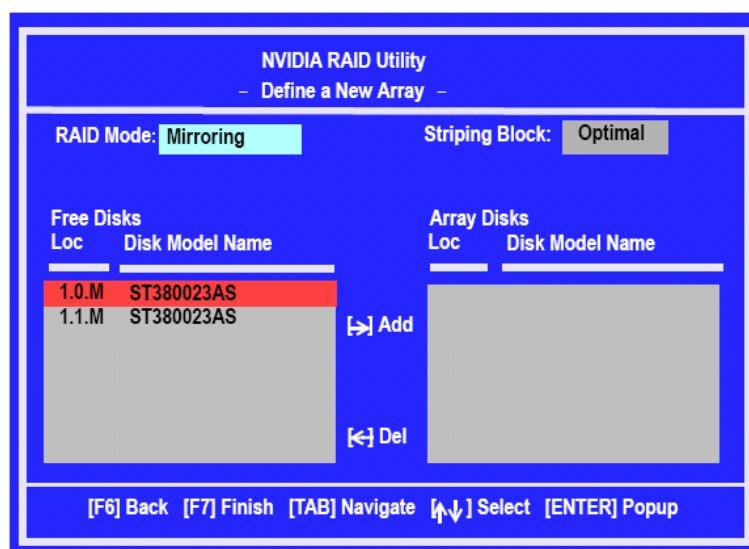 NVIDIA RAID Utility
– Define a New Array –
RAID Mode: Mirroring Striping Block: Optimal
Free Disks Array Disks
Loc Disk Model Name Loc Disk Model Name
1.0.M ST380023AS
1.1.M ST380023AS
[→] Add
[←] Del
[F6] Back [F7] Finish [TAB] Navigate [↑↓] Select [ENTER] Popup